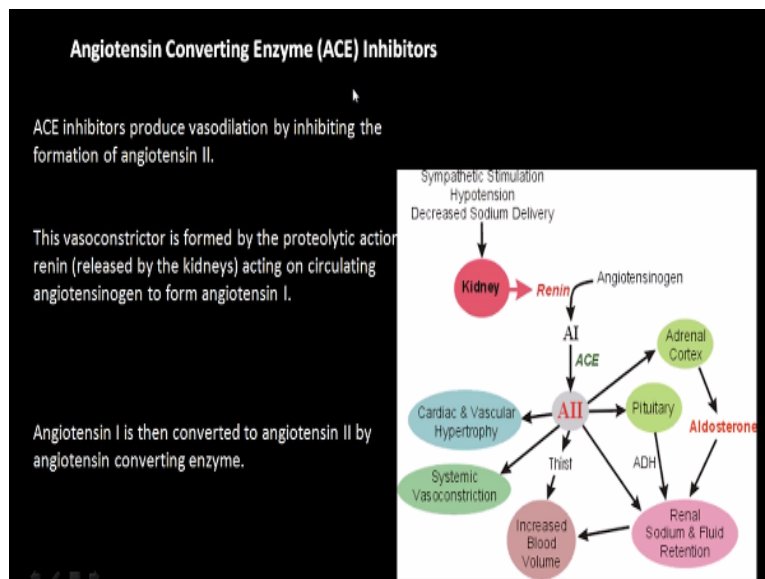 Angiotensin Converting Enzyme (ACE) Inhibitors
ACE inhibitors produce vasodilation by inhibiting the
formation of angiotensin II.
This vasoconstrictor is formed by the proteolytic action
renin (released by the kidneys) acting on circulating
angiotensinogen to form angiotensin I.
Angiotensin I is then converted to angiotensin II by
angiotensin converting enzyme.
Sympathetic Stimulation
Hypotension
Decreased Sodium Delivery
Kidney
Renin
Angiotensinogen
AI
ACE
AII
Adrenal
Cortex
Pituitary
Aldosterone
ADH
Cardiac & Vascular
Hypertrophy
Systemic
Vasoconstriction
Thirst
Increased
Blood
Volume
Renal
Sodium & Fluid
Retention